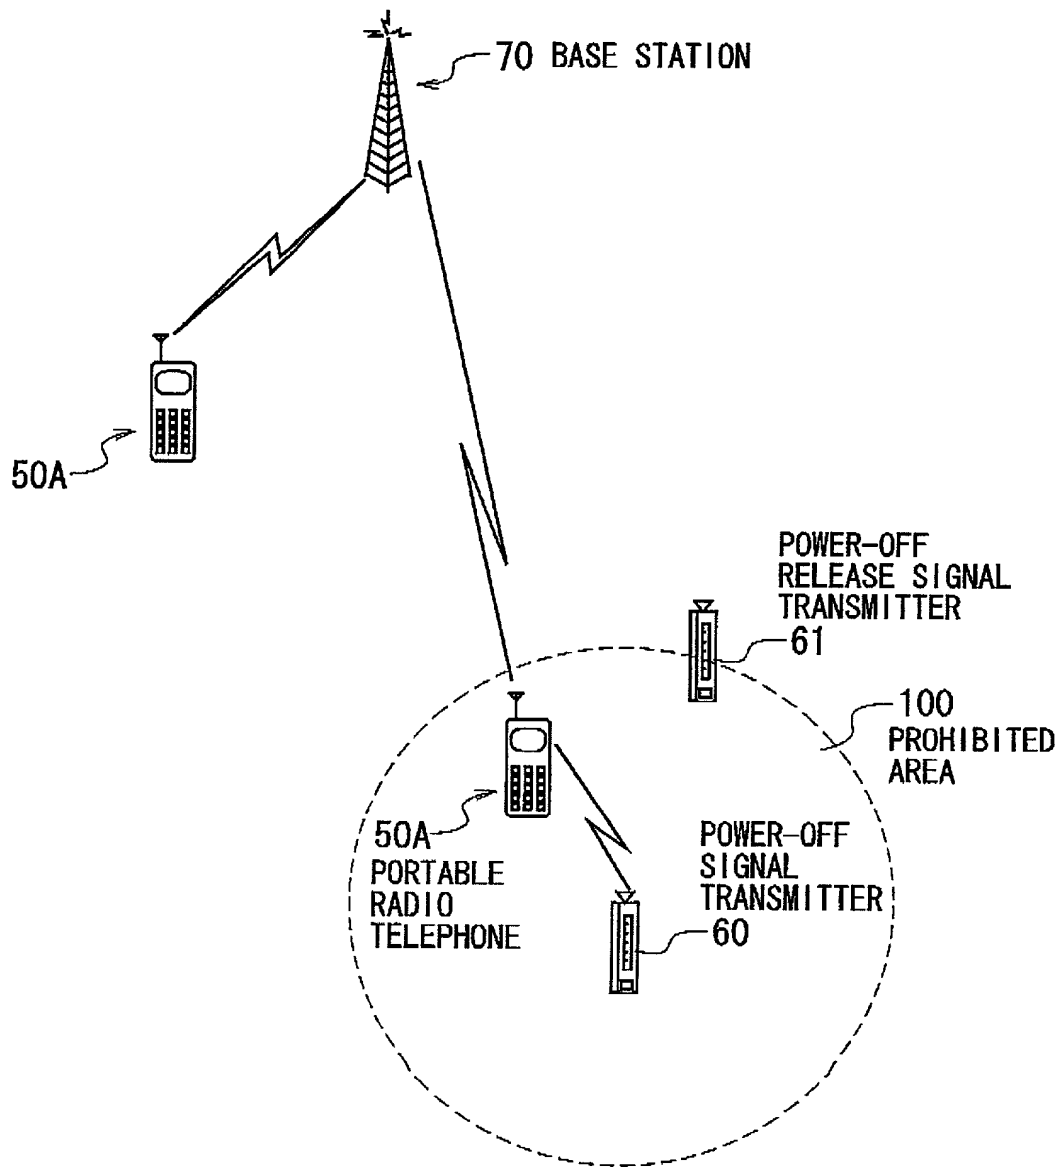 70 BASE STATION
50A
POWER-OFF
RELEASE SIGNAL
TRANSMITTER
61
100
PROHIBITED
AREA
50A
PORTABLE
RADIO
TELEPHONE
POWER-OFF
SIGNAL
TRANSMITTER
60